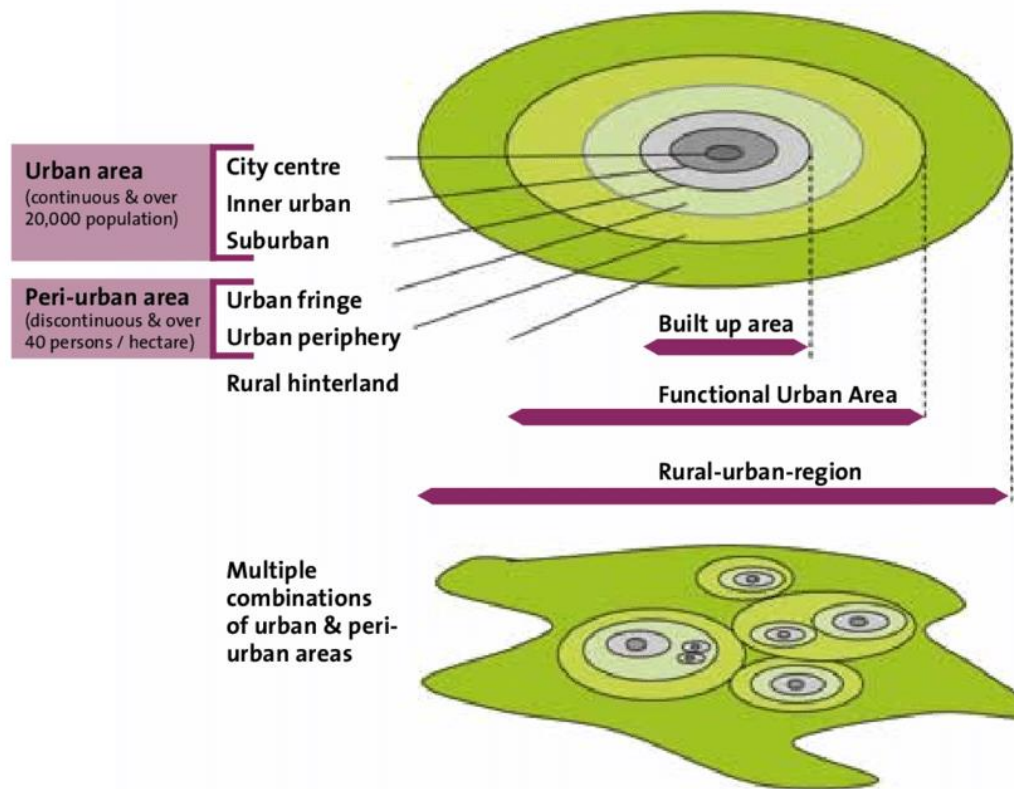 Urban area
(continuous & over
20,000 population)
City centre
Inner urban
Suburban
Peri-urban area
(discontinuous & over
40 persons / hectare)
Urban fringe
Urban periphery
Rural hinterland
Built up area
Functional Urban Area
Rural-urban-region
Multiple
combinations
of urban & peri-
urban areas